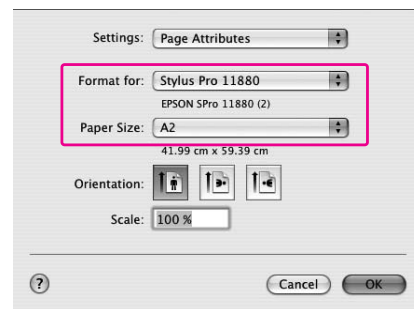 Settings: Page Attributes
Format for: Stylus Pro 11880
EPSON SPro 11880 (2)
Paper Size: A2
41.99 cm x 59.39 cm
Orientation:
Scale: 100 %
? Cancel OK